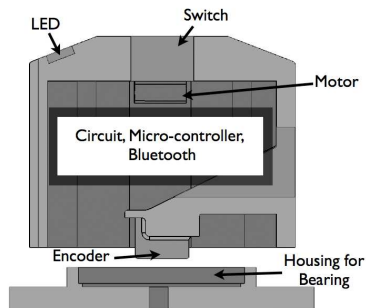 Switch
LED
Motor
Circuit, Micro-controller,
Bluetooth
Encoder
Housing for
Bearing